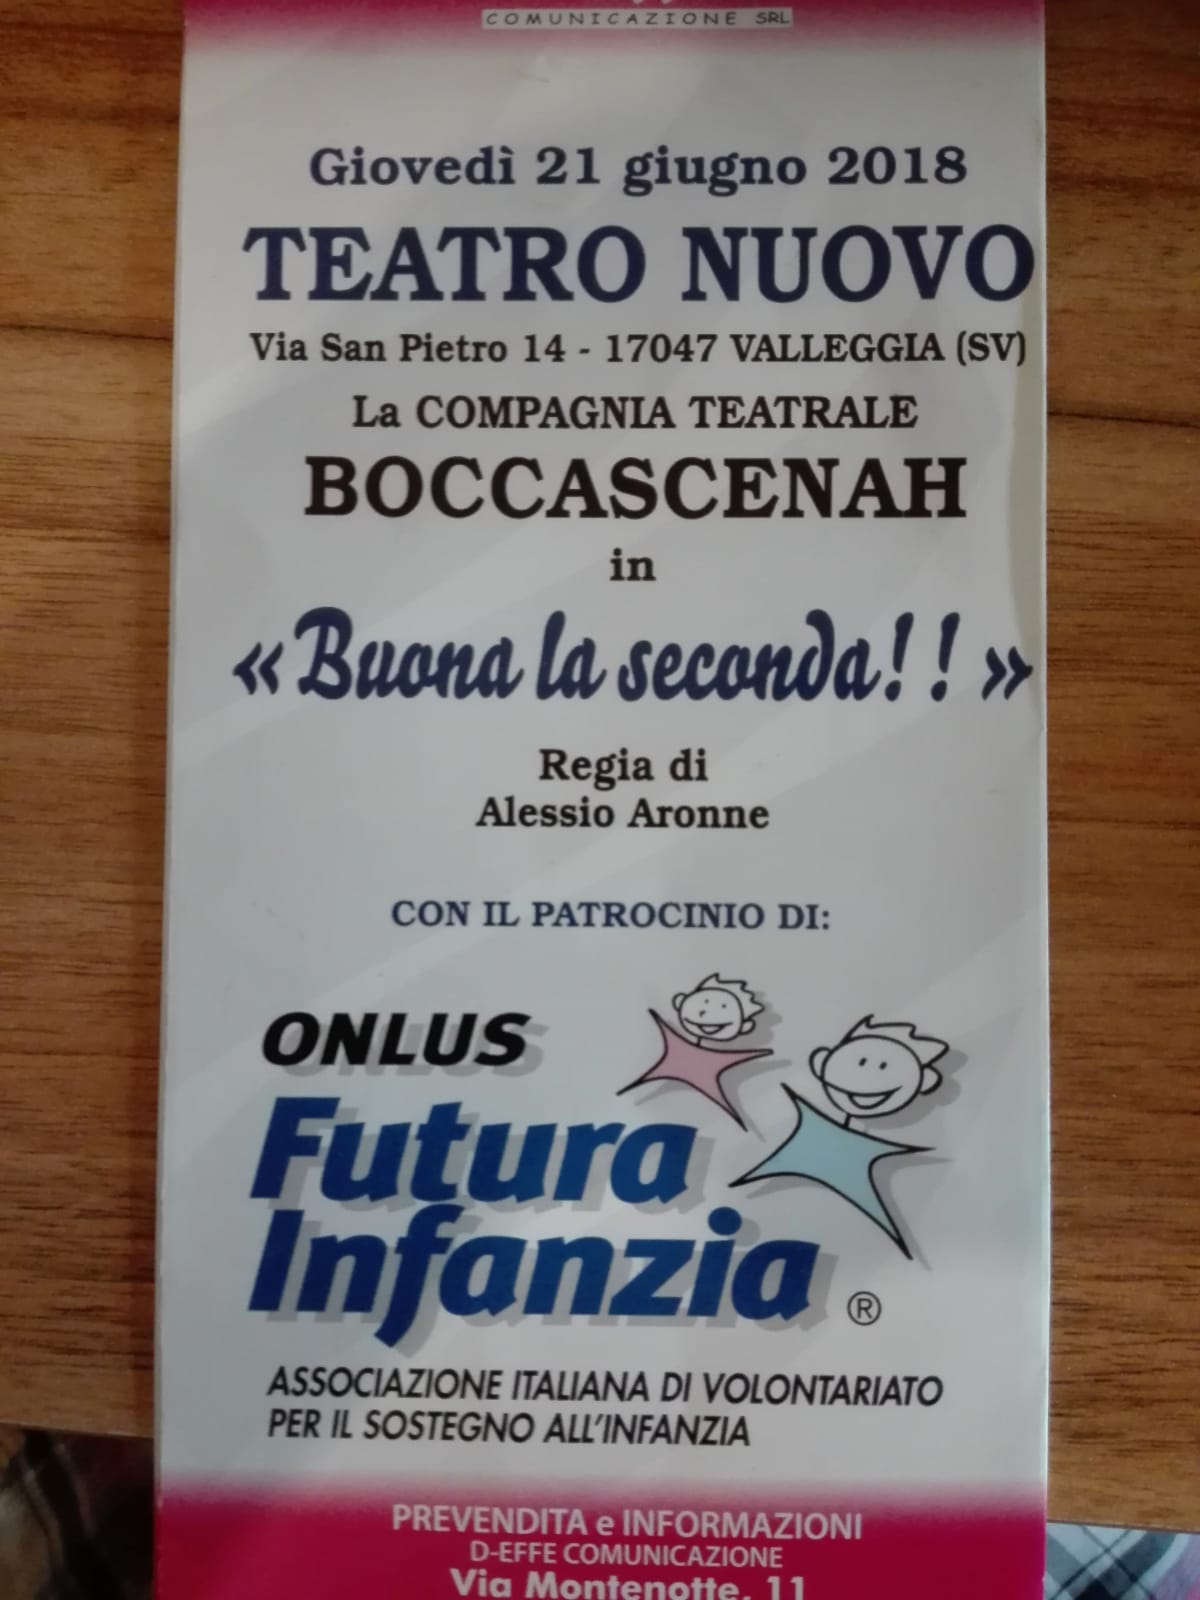 COMUNICAZIONE SRL
Giovedì 21 giugno 2018
TEATRO NUOVO
Via San Pietro 14 - 17047 VALLEGGIA (SV)
La COMPAGNIA TEATRALE
BOCCASCENAH
in
«Buona la seconda!! »
Regia di
Alessio Aronne
CON IL PATROCINIO DI:
ONLUS
Futura
Infanzia ®
ASSOCIAZIONE ITALIANA DI VOLONTARIATO
PER IL SOSTEGNO ALL'INFANZIA
PREVENDITA e INFORMAZIONI
D-EFFE COMUNICAZIONE
Via Montenotte, 11